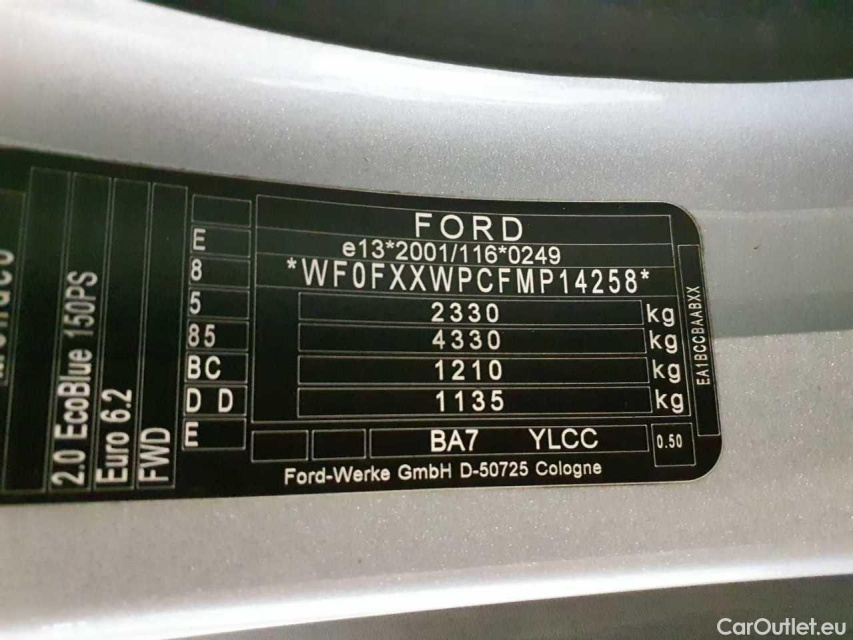 FORD
e13*2001/116*0249
*WF0FXXWPCFMP14258*
2330 kg
4330 kg
1210 kg
1135 kg
BA7 YLCC
0.50
Ford-Werke GmbH D-50725 Cologne
EA1BCCBAABXX
E
8
5
85
BC
D D
E
2.0 EcoBlue 150PS
Euro 6.2
FWD
CarOutlet.eu